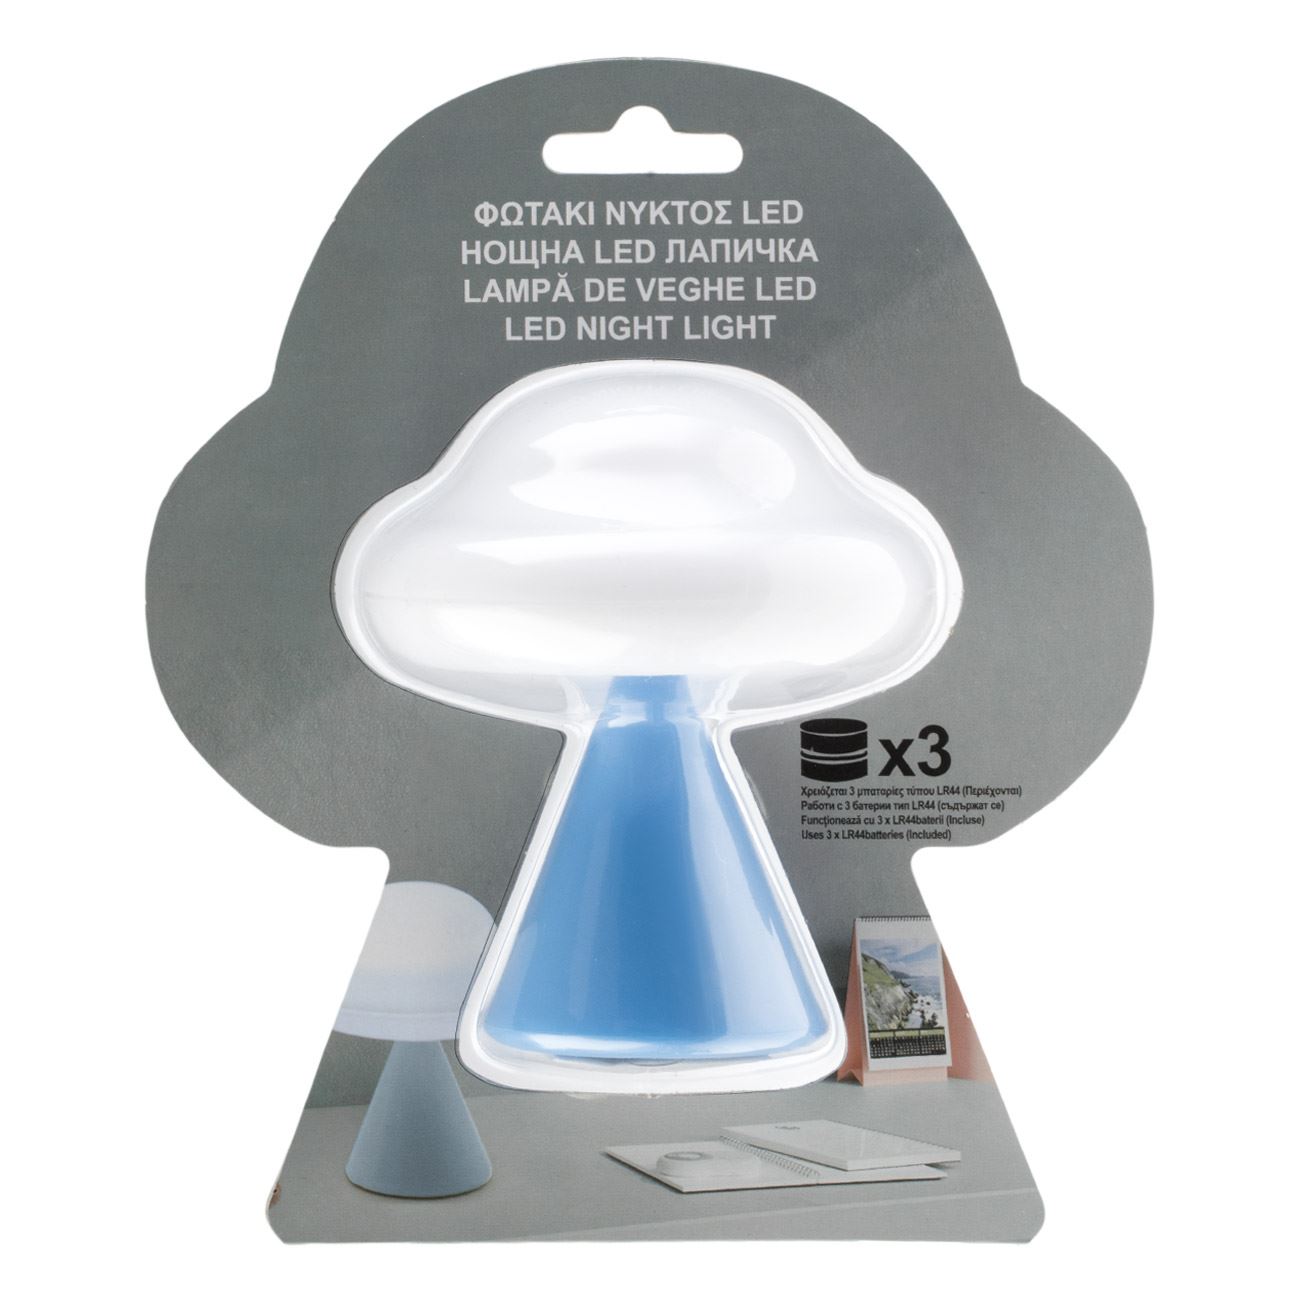 ΦΩΤΑΚΙ ΝΥΚΤΟΣ LED
НОЩНА LED ЛАПИЧКА
LAMPĂ DE VEGHE LED
LED NIGHT LIGHT
x3
Χρειάζεται 3 μπαταρίες τύπου LR44 (Περιέχονται)
Работи с 3 батерии тип LR44 (съдържат се)
Funcționează cu 3 x LR44baterii (Incluse)
Uses 3 x LR44batteries (Included)